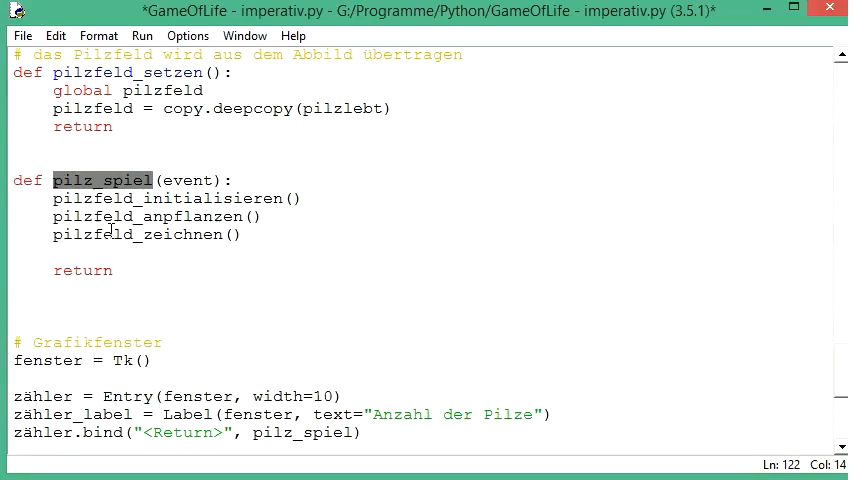 *GameOfLife - imperativ.py - G:/Programme/Python/GameOfLife - imperativ.py (3.5.1)*
File Edit Format Run Options Window Help
# das Pilzfeld wird aus dem Abbild übertragen
def pilzfeld_setzen():
    global pilzfeld
    pilzfeld = copy.deepcopy(pilzlebt)
    return
def pilz_spiel(event):
    pilzfeld_initialisieren()
    pilzfeld_anpflanzen()
    pilzfeld_zeichnen()
    return
# Grafikfenster
fenster = Tk()
zähler = Entry(fenster, width=10)
zähler_label = Label(fenster, text="Anzahl der Pilze")
zähler.bind("<Return>", pilz_spiel)
Ln: 122 Col: 14